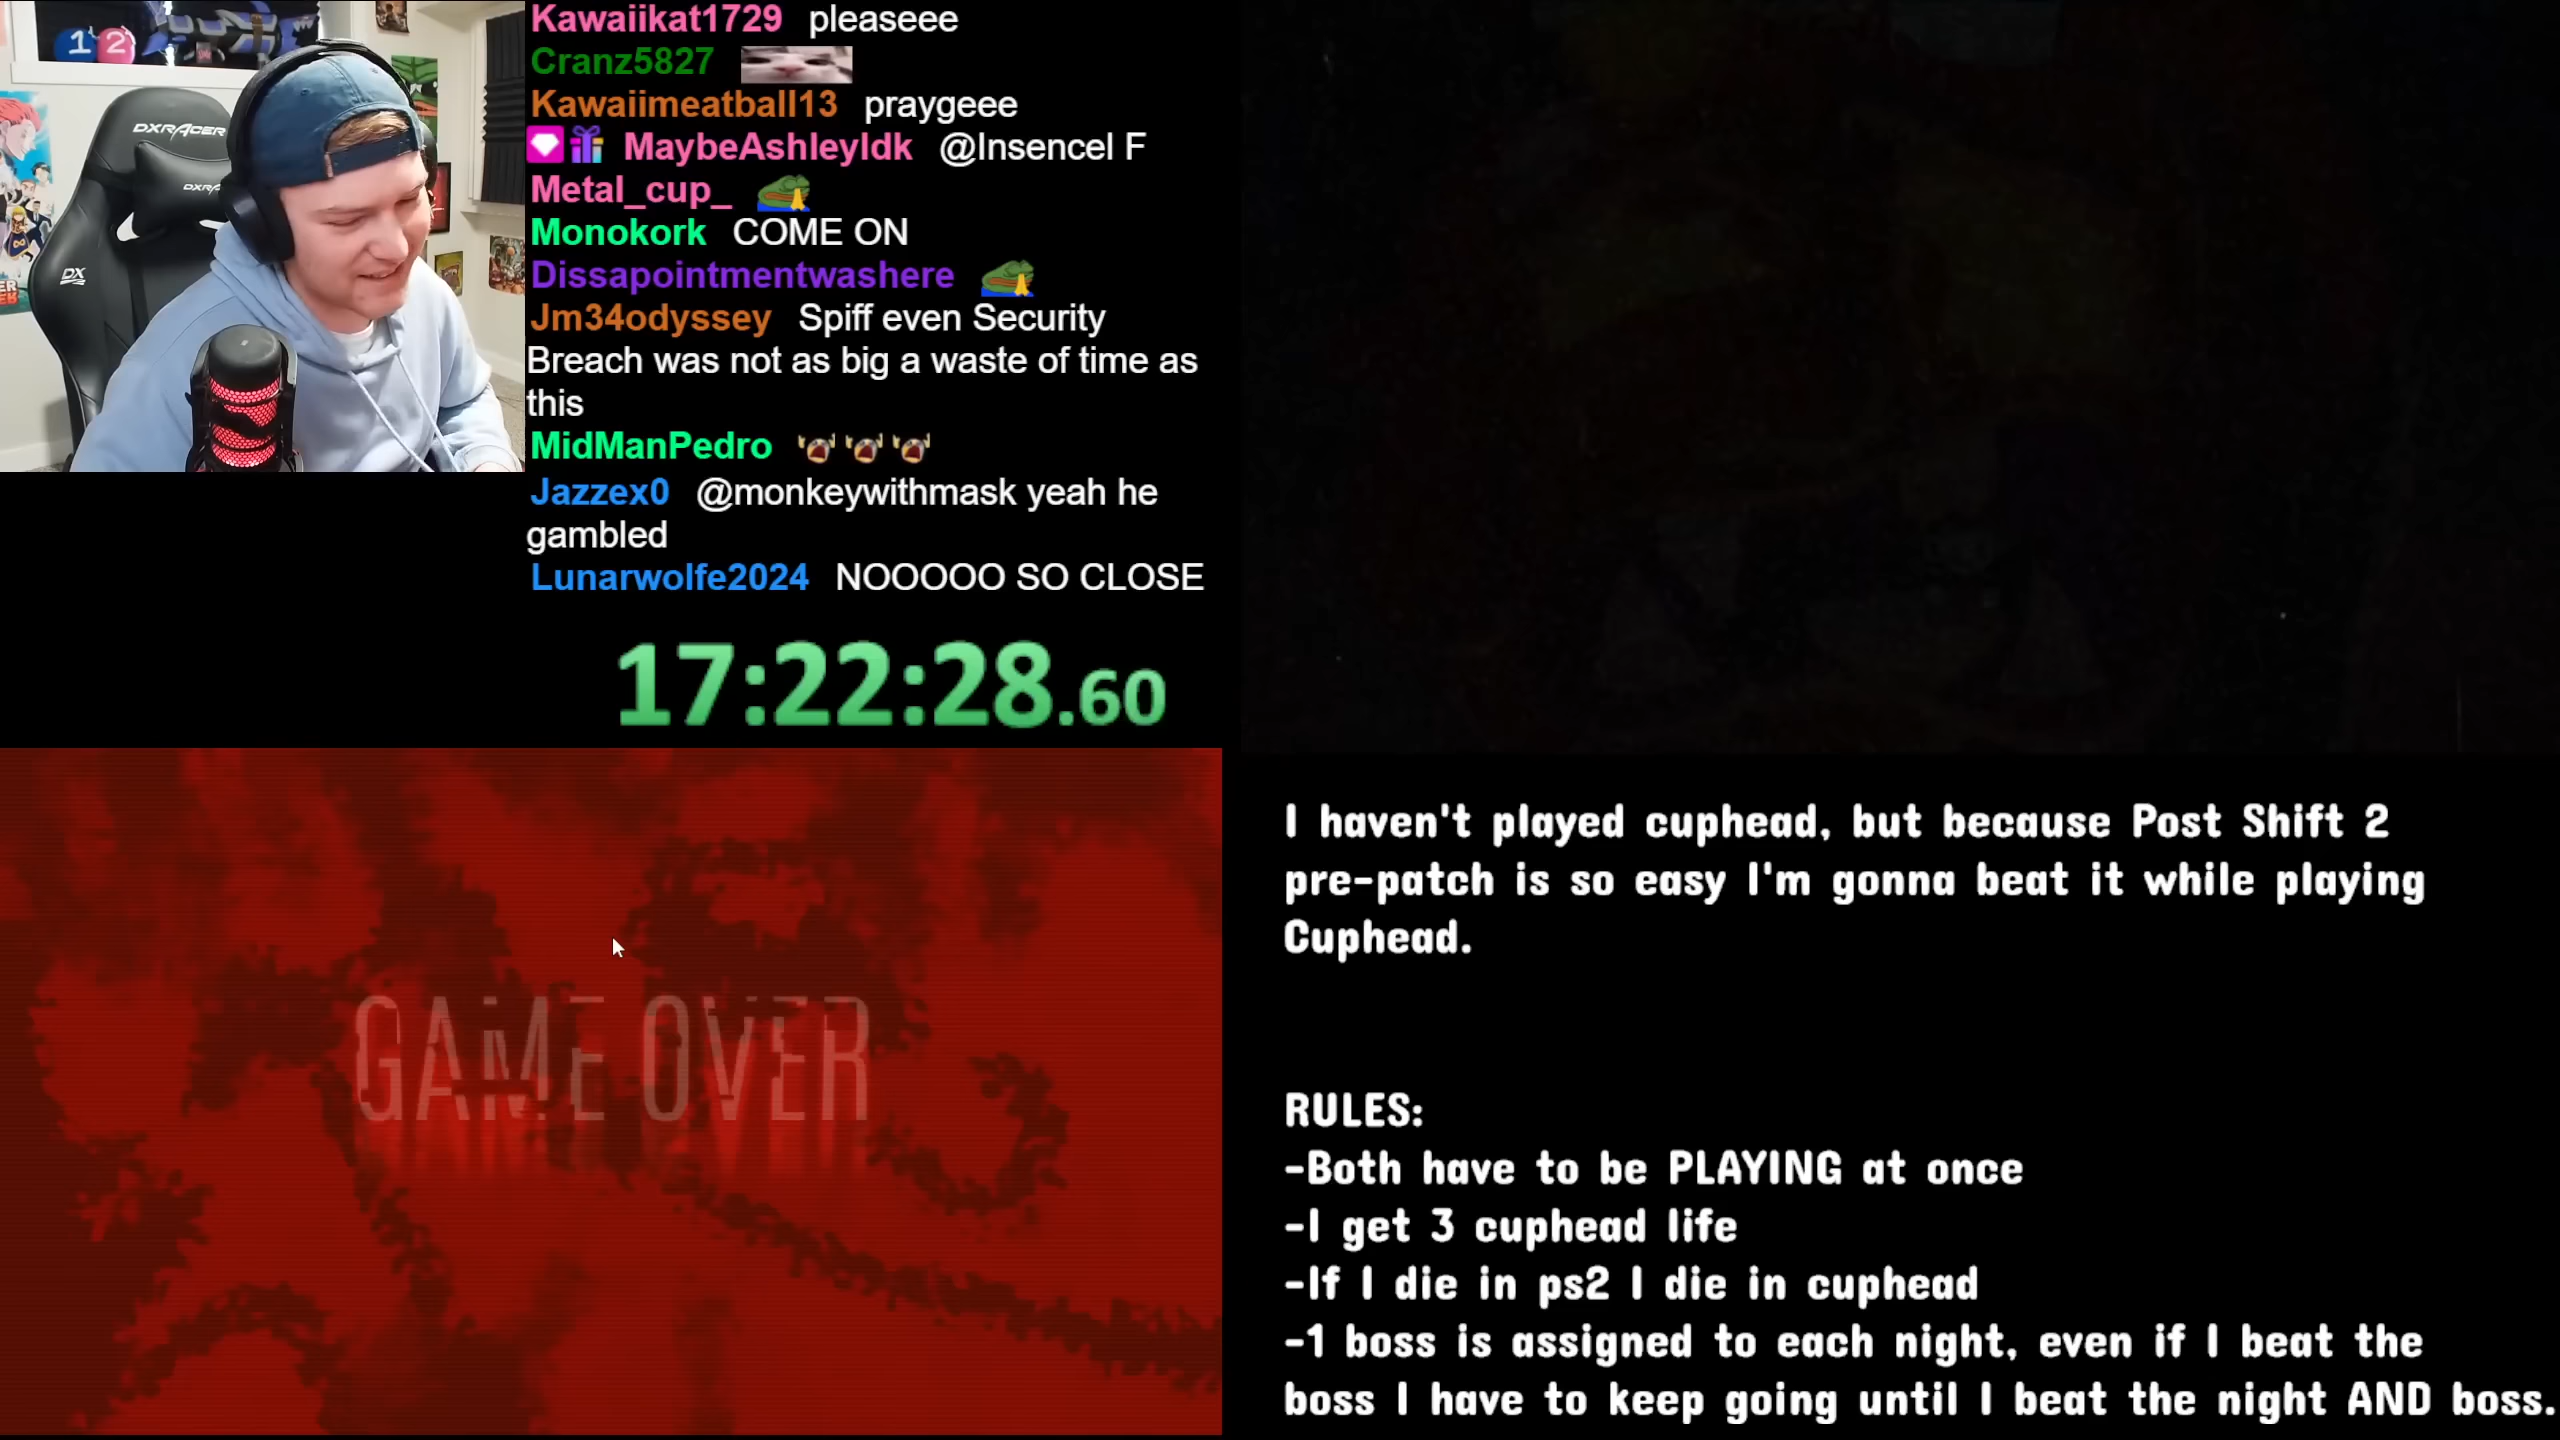 1 2
DXRACER
DX
Kawaiikat1729 pleaseee
Cranz5827
Kawaiimeatball13 praygeee
MaybeAshleyIdk @Insencel F
Metal_cup_
Monokork COME ON
Dissapointmentwashere
Jm34odyssey Spiff even Security
Breach was not as big a waste of time as
this
MidManPedro
Jazzex0 @monkeywithmask yeah he
gambled
Lunarwolfe2024 NOOOOO SO CLOSE
17:22:28.60
GAME OVER
I haven't played cuphead, but because Post Shift 2
pre-patch is so easy I'm gonna beat it while playing
Cuphead.
RULES:
-Both have to be PLAYING at once
-I get 3 cuphead life
-If I die in ps2 I die in cuphead
-1 boss is assigned to each night, even if I beat the
boss I have to keep going until I beat the night AND boss.